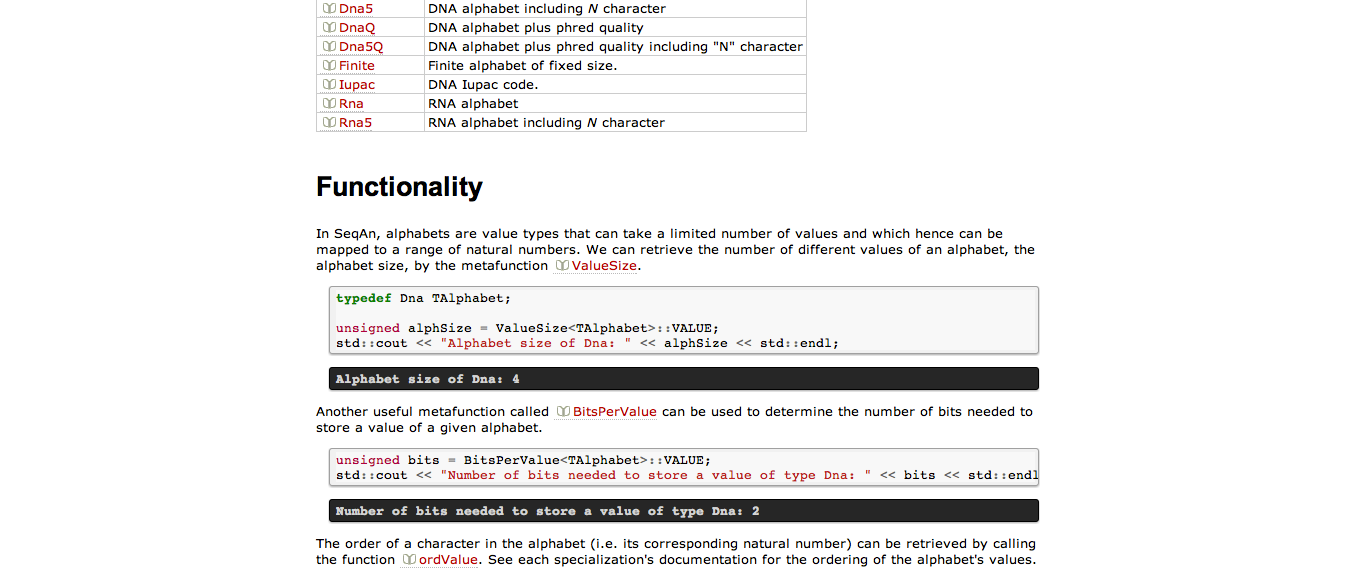 Dna5 DNA alphabet including N character
DnaQ DNA alphabet plus phred quality
Dna5Q DNA alphabet plus phred quality including "N" character
Finite Finite alphabet of fixed size.
Iupac DNA Iupac code.
Rna RNA alphabet
Rna5 RNA alphabet including N character
Functionality
In SeqAn, alphabets are value types that can take a limited number of values and which hence can be
mapped to a range of natural numbers. We can retrieve the number of different values of an alphabet, the
alphabet size, by the metafunction ValueSize.
typedef Dna TAlphabet;
unsigned alphSize = ValueSize<TAlphabet>::VALUE;
std::cout << "Alphabet size of Dna: " << alphSize << std::endl;
Alphabet size of Dna: 4
Another useful metafunction called BitsPerValue can be used to determine the number of bits needed to
store a value of a given alphabet.
unsigned bits = BitsPerValue<TAlphabet>::VALUE;
std::cout << "Number of bits needed to store a value of type Dna: " << bits << std::endl
Number of bits needed to store a value of type Dna: 2
The order of a character in the alphabet (i.e. its corresponding natural number) can be retrieved by calling
the function ordValue. See each specialization's documentation for the ordering of the alphabet's values.